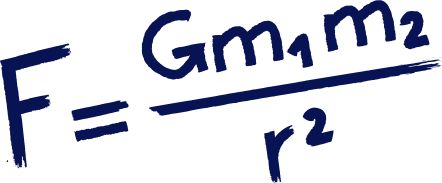 F = Gm₁m₂ / r²